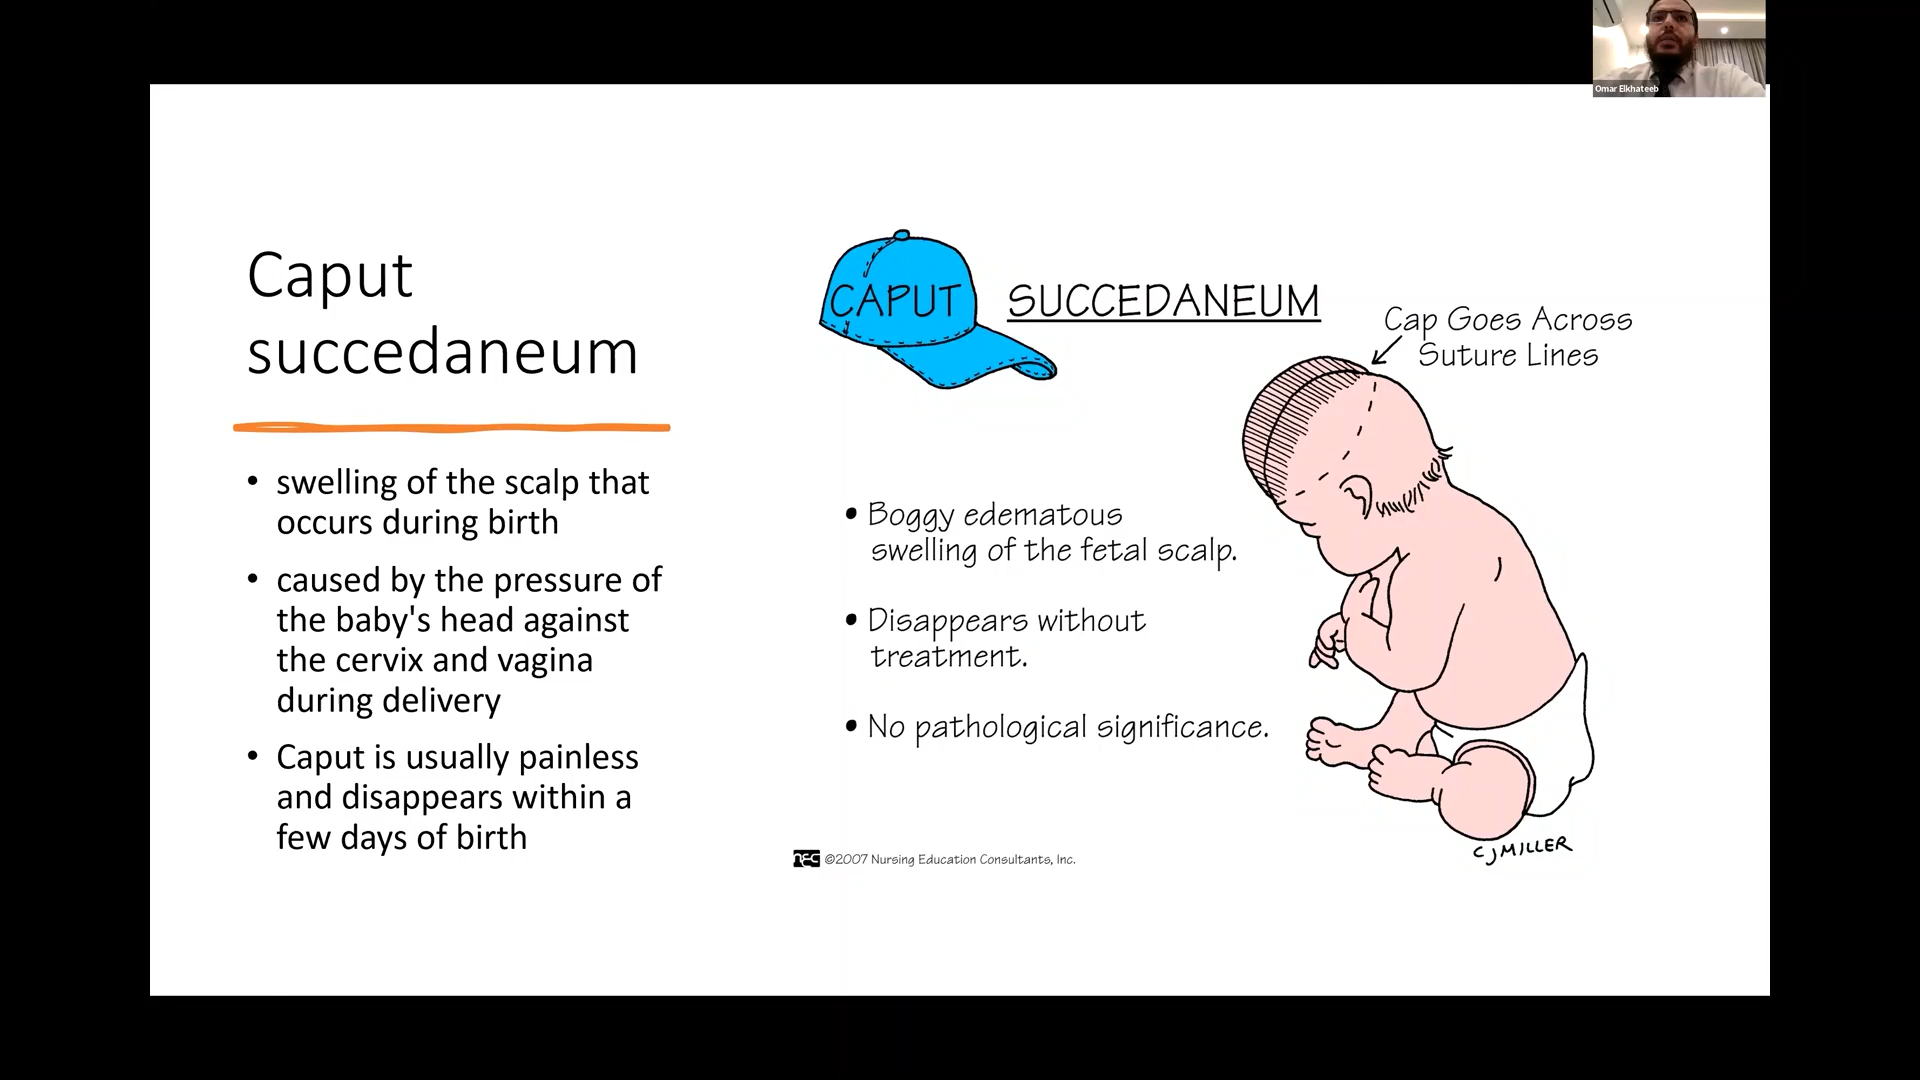 Omar Elkhateeb
Caput
succedaneum
• swelling of the scalp that
occurs during birth
• caused by the pressure of
the baby's head against
the cervix and vagina
during delivery
• Caput is usually painless
and disappears within a
few days of birth
CAPUT SUCCEDANEUM
Cap Goes Across
Suture Lines
• Boggy edematous
swelling of the fetal scalp.
• Disappears without
treatment.
• No pathological significance.
CJMILLER
nec ©2007 Nursing Education Consultants, Inc.